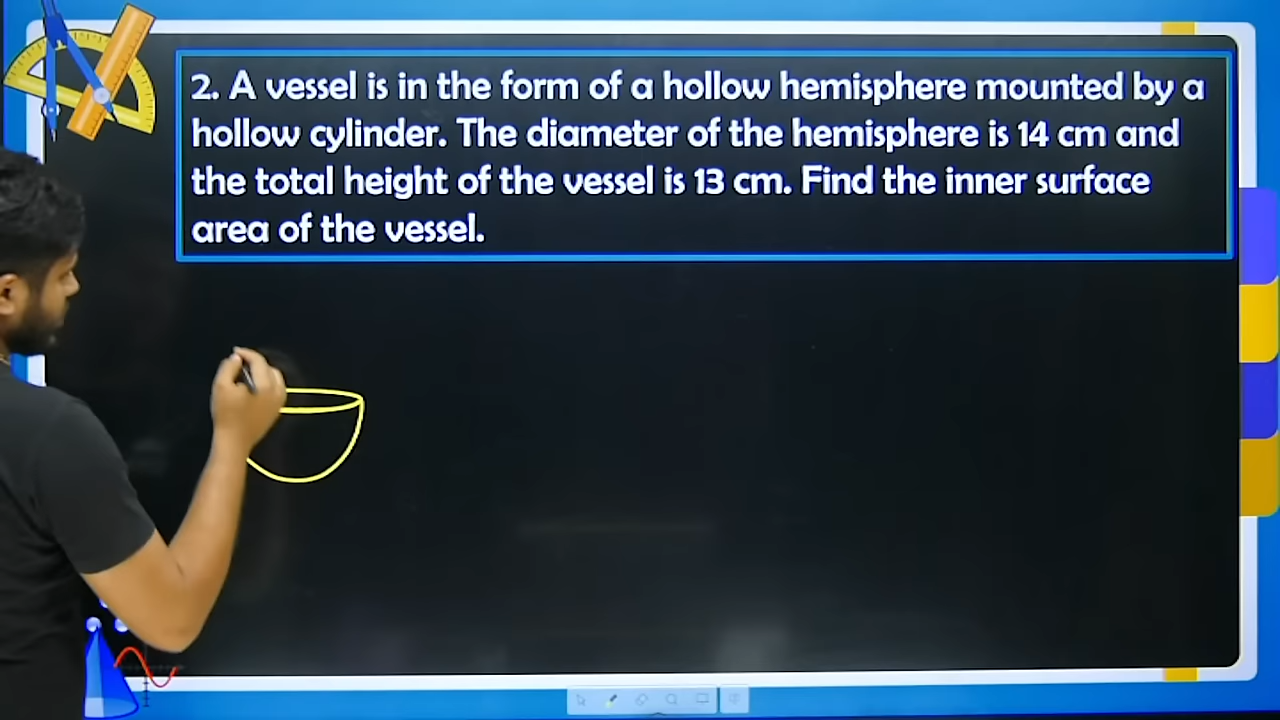 2. A vessel is in the form of a hollow hemisphere mounted by a
hollow cylinder. The diameter of the hemisphere is 14 cm and
the total height of the vessel is 13 cm. Find the inner surface
area of the vessel.